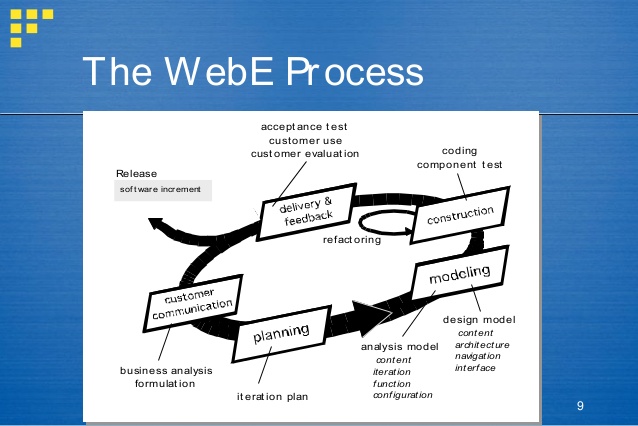 The WebE Process
acceptance test
customer use
customer evaluation
coding
component test
Release
software increment
delivery &
feedback
construction
refactoring
modeling
customer
communication
planning
design model
content
architecture
navigation
interface
analysis model
content
iteration
function
configuration
business analysis
formulation
iteration plan
9